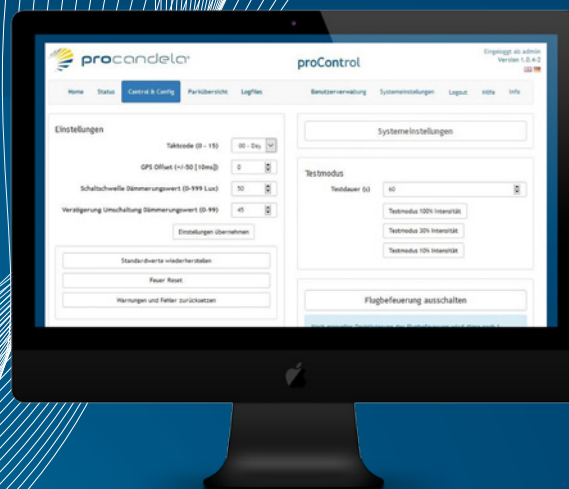 procandela
proControl
Eingeloggt als admin
Version 1.0.4-2
Home Status Control & Config Parkübersicht Logfiles
Benutzerverwaltung Systemeinstellungen Logout Hilfe Info
Einstellungen
Taktcode (0 - 15) 00 - Day
GPS Offset (+/-50 [10ms]) 0
Schaltschwelle Dämmerungswert (0-999 Lux) 50
Verzögerung Umschaltung Dämmerungswert (0-99) 45
Einstellungen übernehmen
Standardwerte wiederherstellen
Feuer Reset
Warnungen und Fehler zurücksetzen
Systemeinstellungen
Testmodus
Testdauer (s) 60
Testmodus 100% Intensität
Testmodus 30% Intensität
Testmodus 10% Intensität
Flugbefeuerung ausschalten